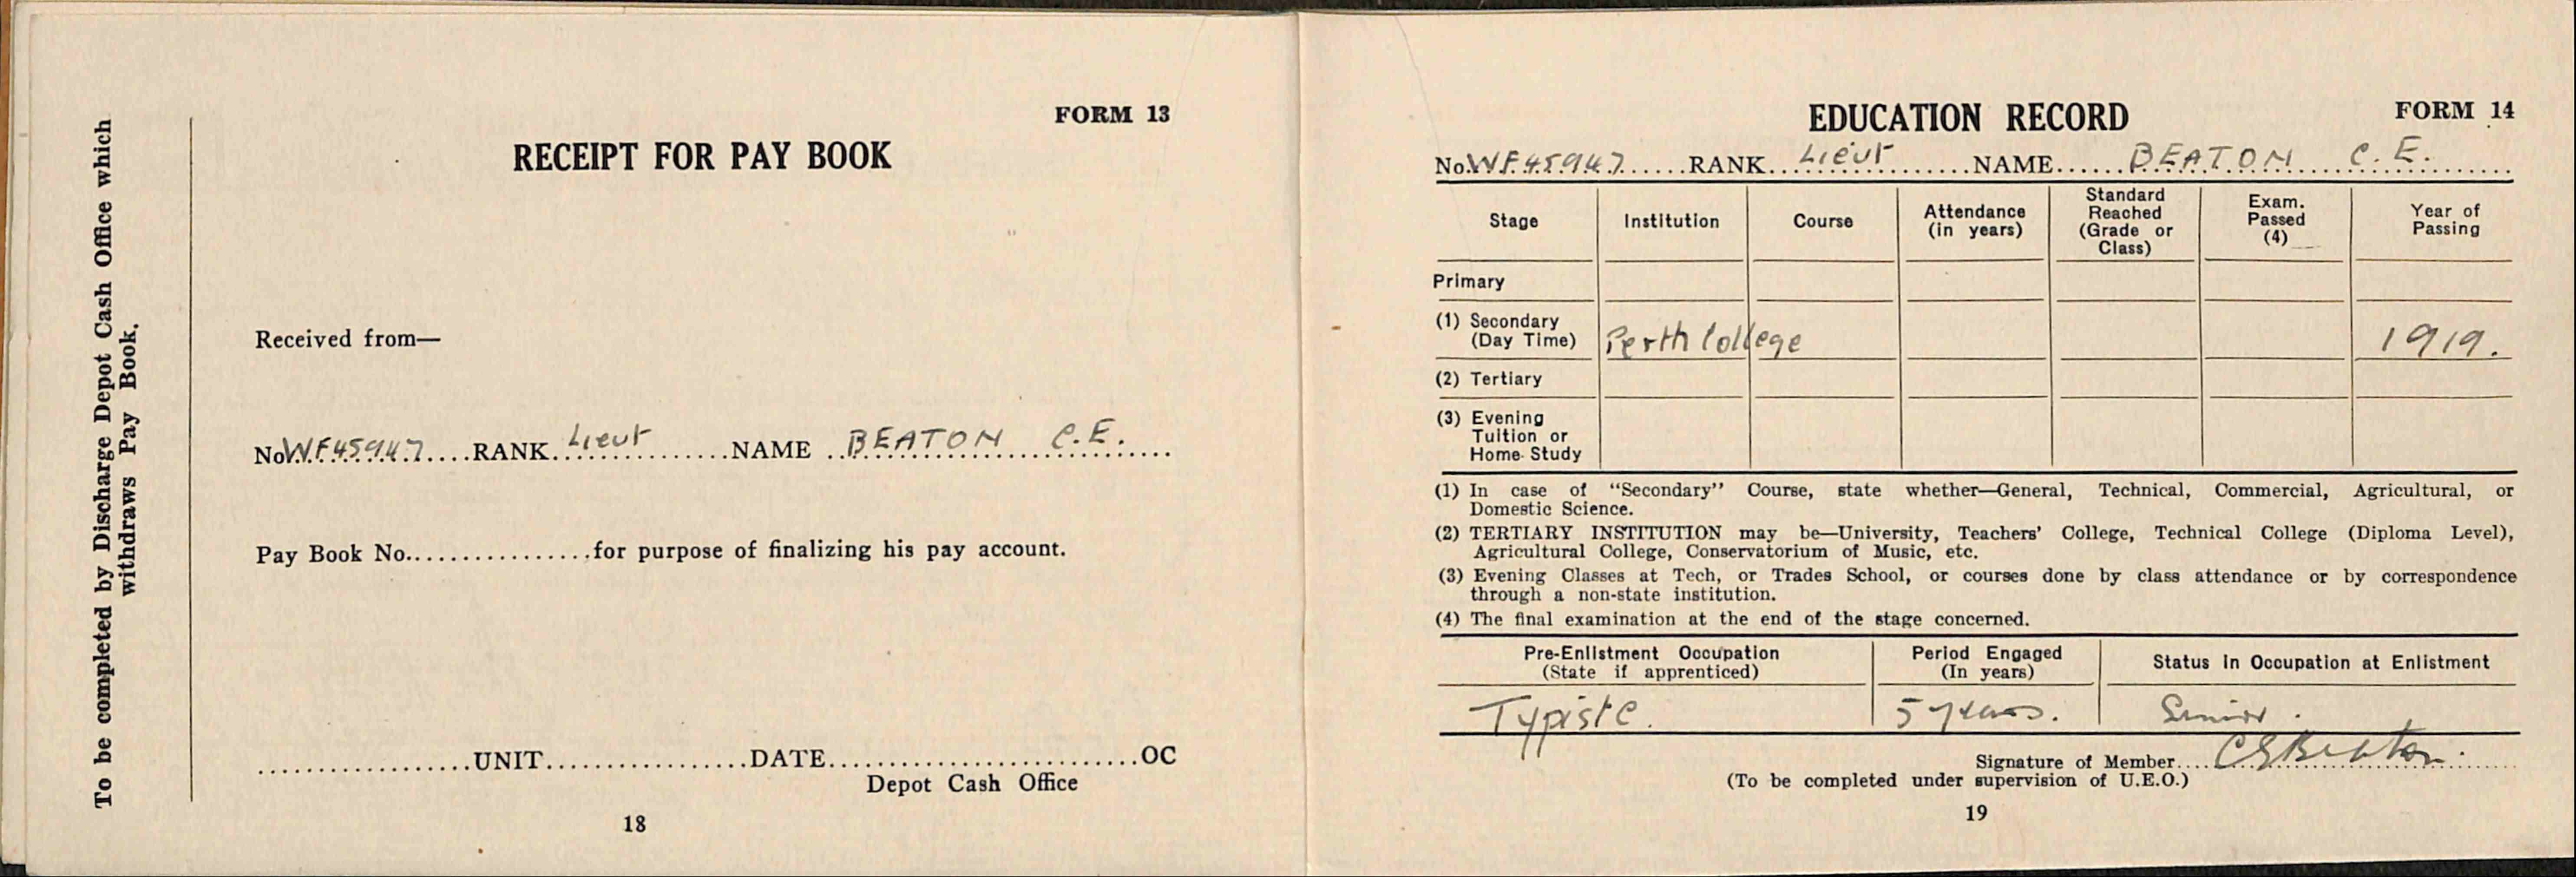 To be completed by Discharge Depot Cash Office which
withdraws Pay Book.
FORM 13
RECEIPT FOR PAY BOOK
Received from—
No WF45947 RANK Lieut NAME BEATON C.E.
Pay Book No................for purpose of finalizing his pay account.
..................UNIT.................DATE..........................OC
Depot Cash Office
18
FORM 14
EDUCATION RECORD
No. WF45947 RANK Lieut NAME BEATON C.E.
Stage Institution Course Attendance (in years) Standard Reached (Grade or Class) Exam. Passed (4) Year of Passing
Primary
(1) Secondary (Day Time) Perth College 1919.
(2) Tertiary
(3) Evening Tuition or Home Study
(1) In case of "Secondary" Course, state whether—General, Technical, Commercial, Agricultural, or
Domestic Science.
(2) TERTIARY INSTITUTION may be—University, Teachers' College, Technical College (Diploma Level),
Agricultural College, Conservatorium of Music, etc.
(3) Evening Classes at Tech, or Trades School, or courses done by class attendance or by correspondence
through a non-state institution.
(4) The final examination at the end of the stage concerned.
Pre-Enlistment Occupation (State if apprenticed) Period Engaged (In years) Status in Occupation at Enlistment
Typiste. 5 years. Senior.
Signature of Member.... C E Beaton
(To be completed under supervision of U.E.O.)
19